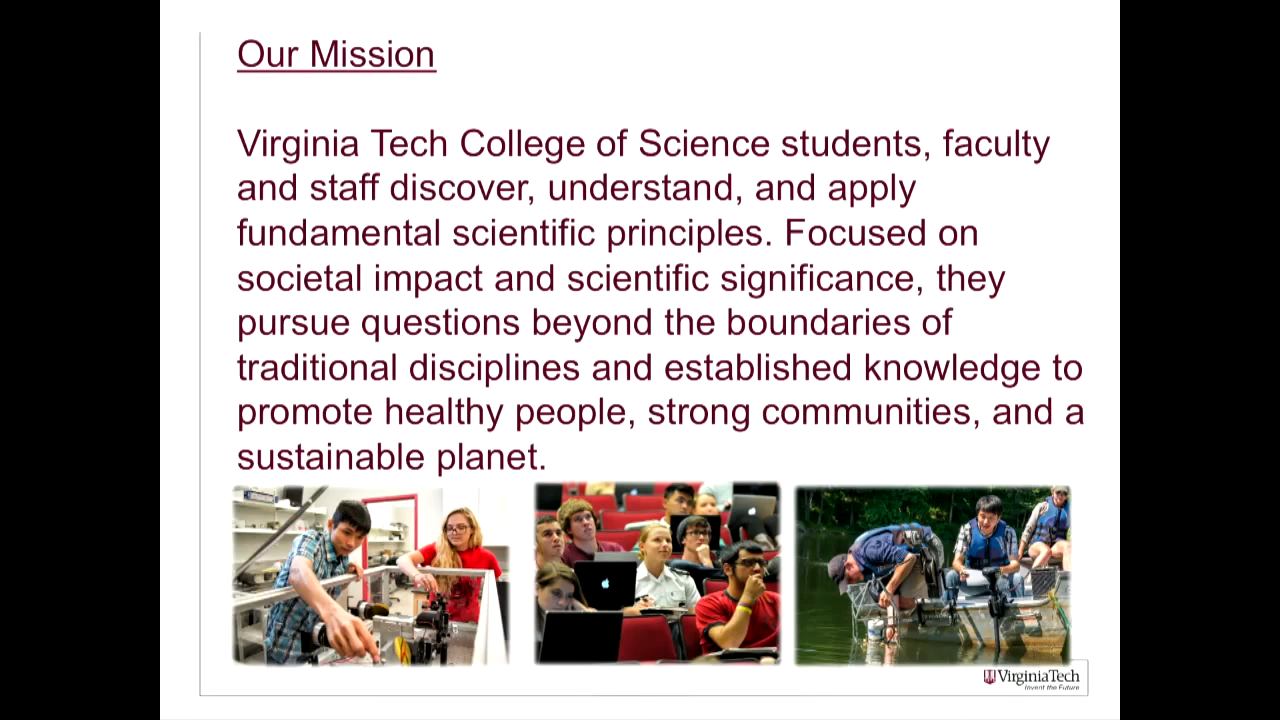 Our Mission
Virginia Tech College of Science students, faculty
and staff discover, understand, and apply
fundamental scientific principles. Focused on
societal impact and scientific significance, they
pursue questions beyond the boundaries of
traditional disciplines and established knowledge to
promote healthy people, strong communities, and a
sustainable planet.
VirginiaTech
Invent the Future